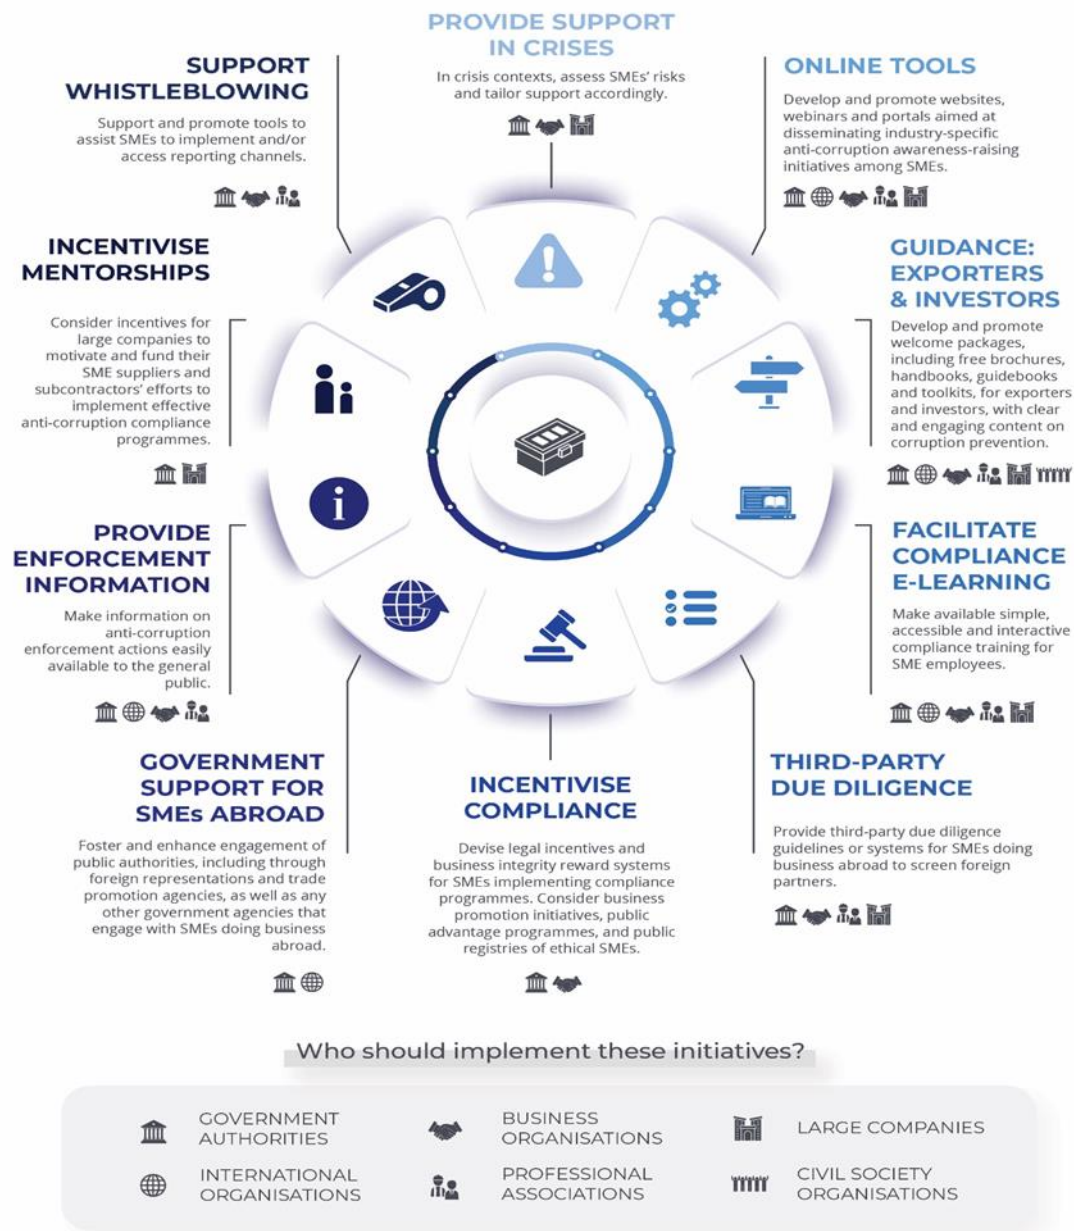 PROVIDE SUPPORT
IN CRISES
In crisis contexts, assess SMEs’ risks
and tailor support accordingly.
SUPPORT
WHISTLEBLOWING
Support and promote tools to
assist SMEs to implement and/or
access reporting channels.
ONLINE TOOLS
Develop and promote websites,
webinars and portals aimed at
disseminating industry-specific
anti-corruption awareness-raising
initiatives among SMEs.
INCENTIVISE
MENTORSHIPS
Consider incentives for
large companies to
motivate and fund their
SME suppliers and
subcontractors’ efforts to
implement effective
anti-corruption compliance
programmes.
GUIDANCE:
EXPORTERS
& INVESTORS
Develop and promote
welcome packages,
including free brochures,
handbooks, guidebooks
and toolkits, for exporters
and investors, with clear
and engaging content on
corruption prevention.
i
PROVIDE
ENFORCEMENT
INFORMATION
Make information on
anti-corruption
enforcement actions easily
available to the general
public.
FACILITATE
COMPLIANCE
E-LEARNING
Make available simple,
accessible and interactive
compliance training for
SME employees.
GOVERNMENT
SUPPORT FOR
SMEs ABROAD
Foster and enhance engagement of
public authorities, including through
foreign representations and trade
promotion agencies, as well as any
other government agencies that
engage with SMEs doing business
abroad.
INCENTIVISE
COMPLIANCE
Devise legal incentives and
business integrity reward systems
for SMEs implementing compliance
programmes. Consider business
promotion initiatives, public
advantage programmes, and public
registries of ethical SMEs.
THIRD-PARTY
DUE DILIGENCE
Provide third-party due diligence
guidelines or systems for SMEs doing
business abroad to screen foreign
partners.
Who should implement these initiatives?
GOVERNMENT
AUTHORITIES
BUSINESS
ORGANISATIONS
LARGE COMPANIES
INTERNATIONAL
ORGANISATIONS
PROFESSIONAL
ASSOCIATIONS
CIVIL SOCIETY
ORGANISATIONS